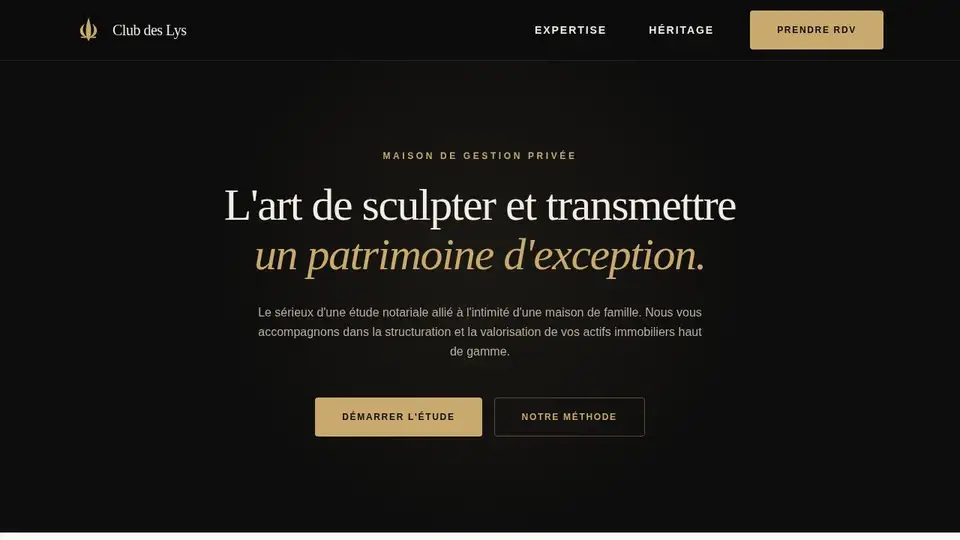 Club des Lys
EXPERTISE
HÉRITAGE
PRENDRE RDV
MAISON DE GESTION PRIVÉE
L'art de sculpter et transmettre
un patrimoine d'exception.
Le sérieux d'une étude notariale allié à l'intimité d'une maison de famille. Nous vous
accompagnons dans la structuration et la valorisation de vos actifs immobiliers haut
de gamme.
DÉMARRER L'ÉTUDE
NOTRE MÉTHODE